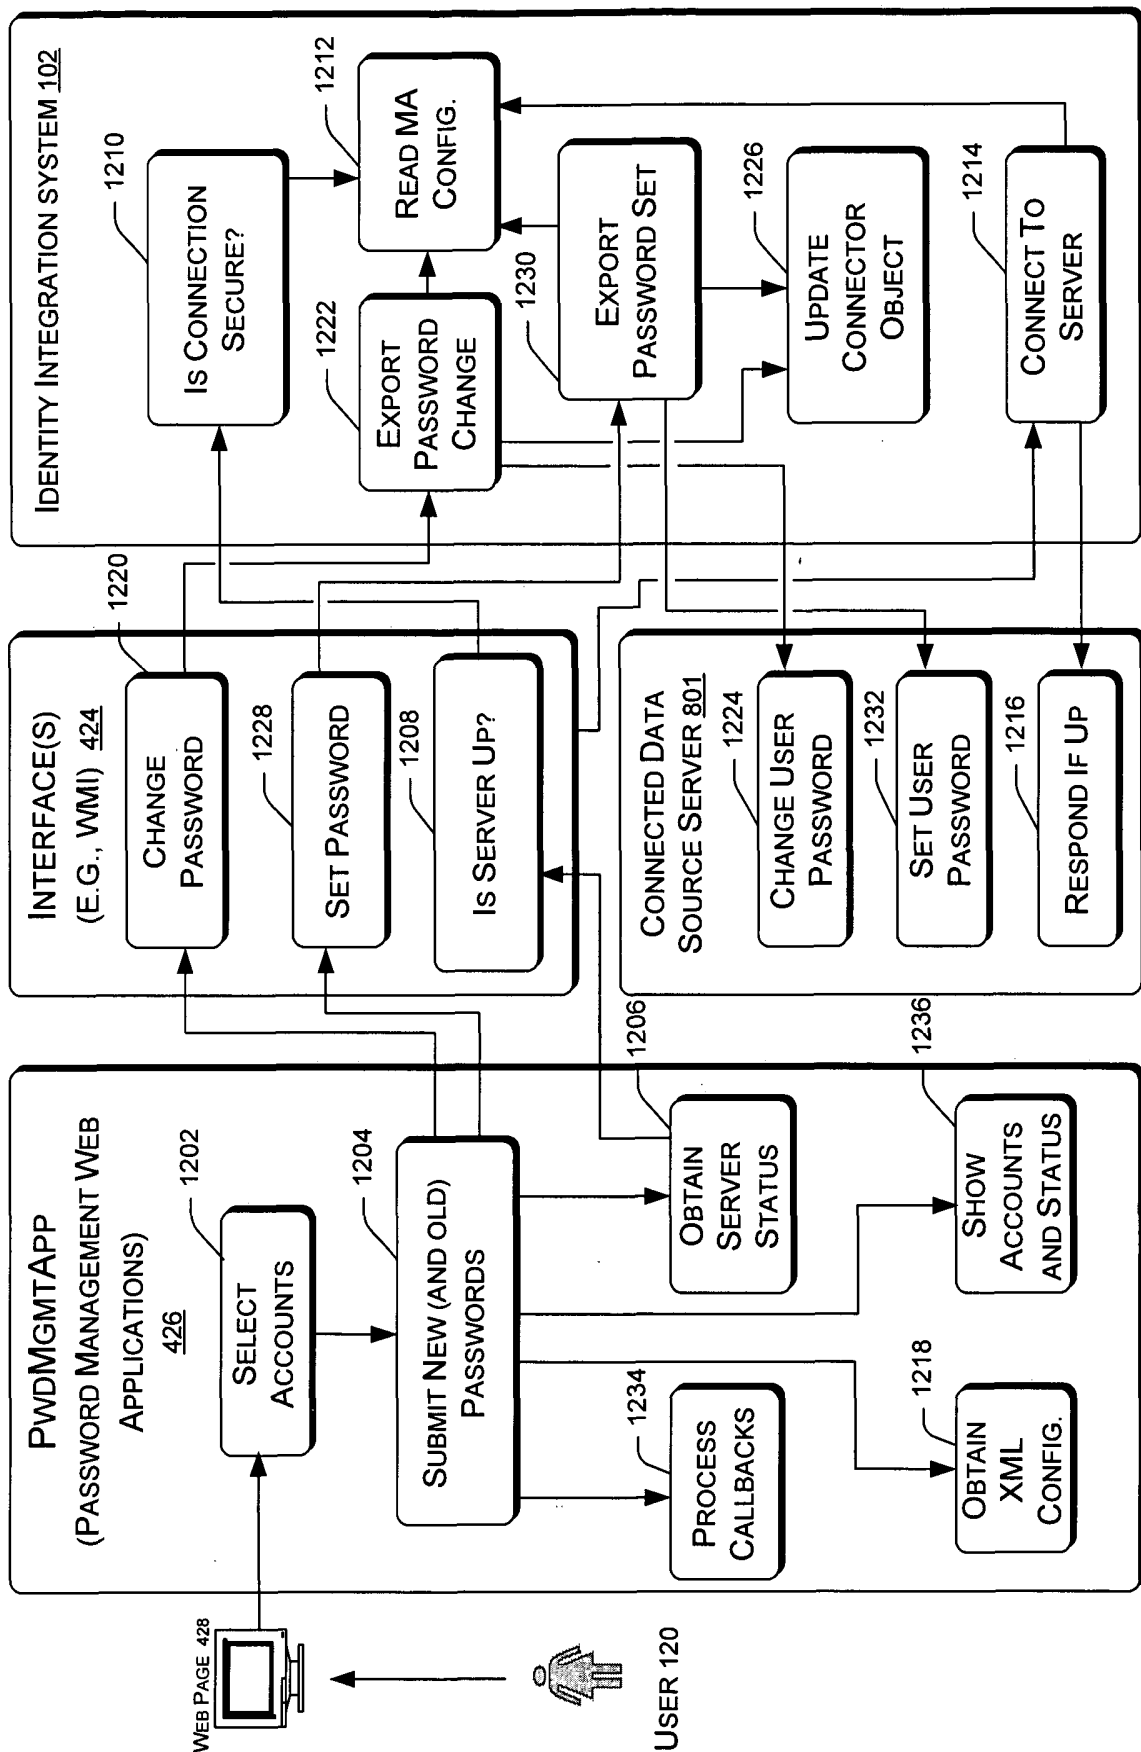 WEB PAGE 428
USER 120
PWDMGMTAPP
(PASSWORD MANAGEMENT WEB
APPLICATIONS)
426
1202
SELECT
ACCOUNTS
1204
SUBMIT NEW (AND OLD)
PASSWORDS
1234
PROCESS
CALLBACKS
1206
OBTAIN
SERVER
STATUS
1218
OBTAIN
XML
CONFIG.
1236
SHOW
ACCOUNTS
AND STATUS
INTERFACE(S)
(E.G., WMI) 424
1220
CHANGE
PASSWORD
1228
SET PASSWORD
1208
IS SERVER UP?
CONNECTED DATA
SOURCE SERVER 801
1224
CHANGE USER
PASSWORD
1232
SET USER
PASSWORD
1216
RESPOND IF UP
IDENTITY INTEGRATION SYSTEM 102
1210
IS CONNECTION
SECURE?
1212
READ MA
CONFIG.
1222
EXPORT
PASSWORD
CHANGE
1230
EXPORT
PASSWORD SET
1226
UPDATE
CONNECTOR
OBJECT
1214
CONNECT TO
SERVER